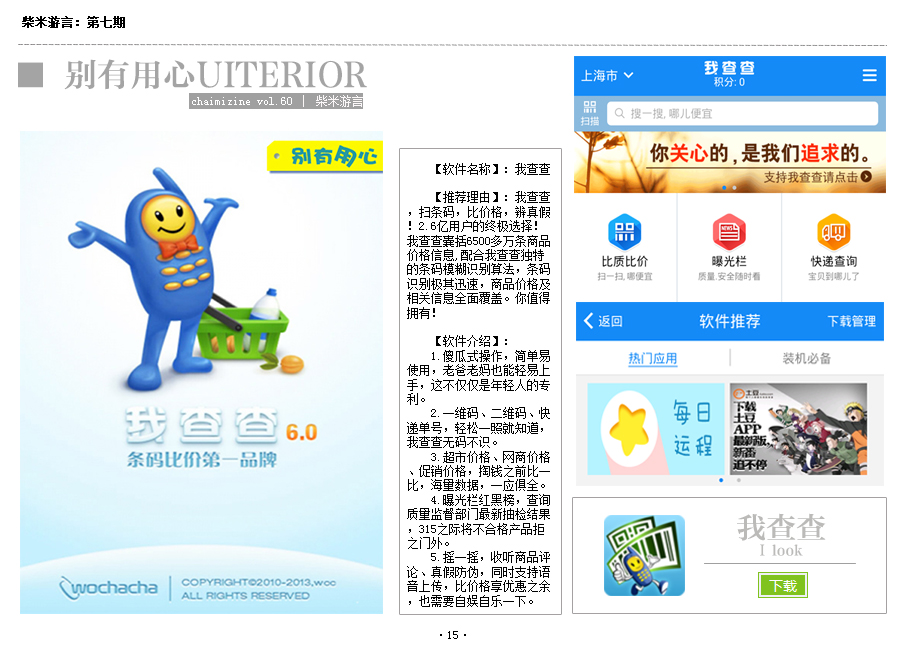 柴米游言：第七期
别有用心UITERIOR
chaimizine vol.60 | 柴米游言
别有用心
我查查6.0
条码比价第一品牌
wochacha
COPYRIGHT©2010-2013,woc
ALL RIGHTS RESERVED
【软件名称】：我查查
【推荐理由】：我查查
，扫条码，比价格，辨真假
！2.6亿用户的终极选择！
我查查囊括6500多万条商品
价格信息,配合我查查独特
的条码模糊识别算法，条码
识别极其迅速，商品价格及
相关信息全面覆盖。你值得
拥有！
【软件介绍】：
1.傻瓜式操作，简单易
使用，老爸老妈也能轻易上
手，这不仅仅是年轻人的专
利。
2.一维码、二维码、快
递单号，轻松一照就知道，
我查查无码不识。
3.超市价格、网商价格
、促销价格，掏钱之前比一
比，海量数据，一应俱全。
4.曝光栏红黑榜，查询
质量监督部门最新抽检结果
，315之际将不合格产品拒
之门外。
5.摇一摇，收听商品评
论、真假防伪，同时支持语
音上传，比价格享优惠之余
，也需要自娱自乐一下。
上海市
我查查
积分: 0
扫描
搜一搜, 哪儿便宜
你关心的,是我们追求的。
支持我查查请点击
NEWS
比质比价
曝光栏
快递查询
扫一扫, 哪便宜
质量,安全随时看
宝贝到哪儿了
返回
软件推荐
下载管理
热门应用
装机必备
每日
远程
土豆
下载
土豆
APP
最新版,
新番
追不停
我查查
I look
下载
· 15 ·